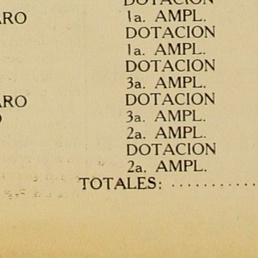 DOTACION
ARO 1a. AMPL.
DOTACION
1a. AMPL.
DOTACION
3a. AMPL.
ARO DOTACION
O 3a. AMPL.
2a. AMPL.
DOTACION
2a. AMPL.
TOTALES: ............